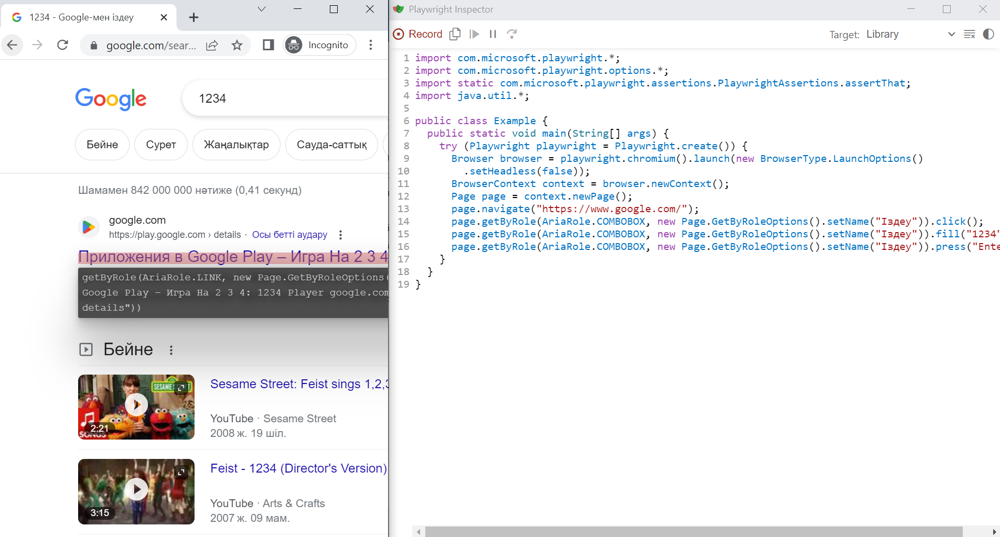 1234 - Google-мен іздеу
google.com/sear...
Incognito
Google
1234
Бейне
Сурет
Жаңалықтар
Сауда-саттық
Шамамен 842 000 000 нәтиже (0,41 секунд)
google.com
https://play.google.com › details · Осы бетті аудару
Приложения в Google Play – Игра На 2 3 4
getByRole(AriaRole.LINK, new Page.GetByRoleOptions(
Google Play – Игра На 2 3 4: 1234 Player google.com
details"))
Бейне
SESAME STREET
2:21
SONGS
Sesame Street: Feist sings 1,2,3
YouTube · Sesame Street
2008 ж. 19 шіл.
3:15
Feist - 1234 (Director's Version)
YouTube · Arts & Crafts
2007 ж. 09 мам.
Playwright Inspector
Record
Target: Library
1 import com.microsoft.playwright.*;
2 import com.microsoft.playwright.options.*;
3 import static com.microsoft.playwright.assertions.PlaywrightAssertions.assertThat;
4 import java.util.*;
5
6 public class Example {
7 public static void main(String[] args) {
8 try (Playwright playwright = Playwright.create()) {
9 Browser browser = playwright.chromium().launch(new BrowserType.LaunchOptions()
10 .setHeadless(false));
11 BrowserContext context = browser.newContext();
12 Page page = context.newPage();
13 page.navigate("https://www.google.com/");
14 page.getByRole(AriaRole.COMBOBOX, new Page.GetByRoleOptions().setName("Іздеу")).click();
15 page.getByRole(AriaRole.COMBOBOX, new Page.GetByRoleOptions().setName("Іздеу")).fill("1234"
16 page.getByRole(AriaRole.COMBOBOX, new Page.GetByRoleOptions().setName("Іздеу")).press("Ente
17 }
18 }
19 }